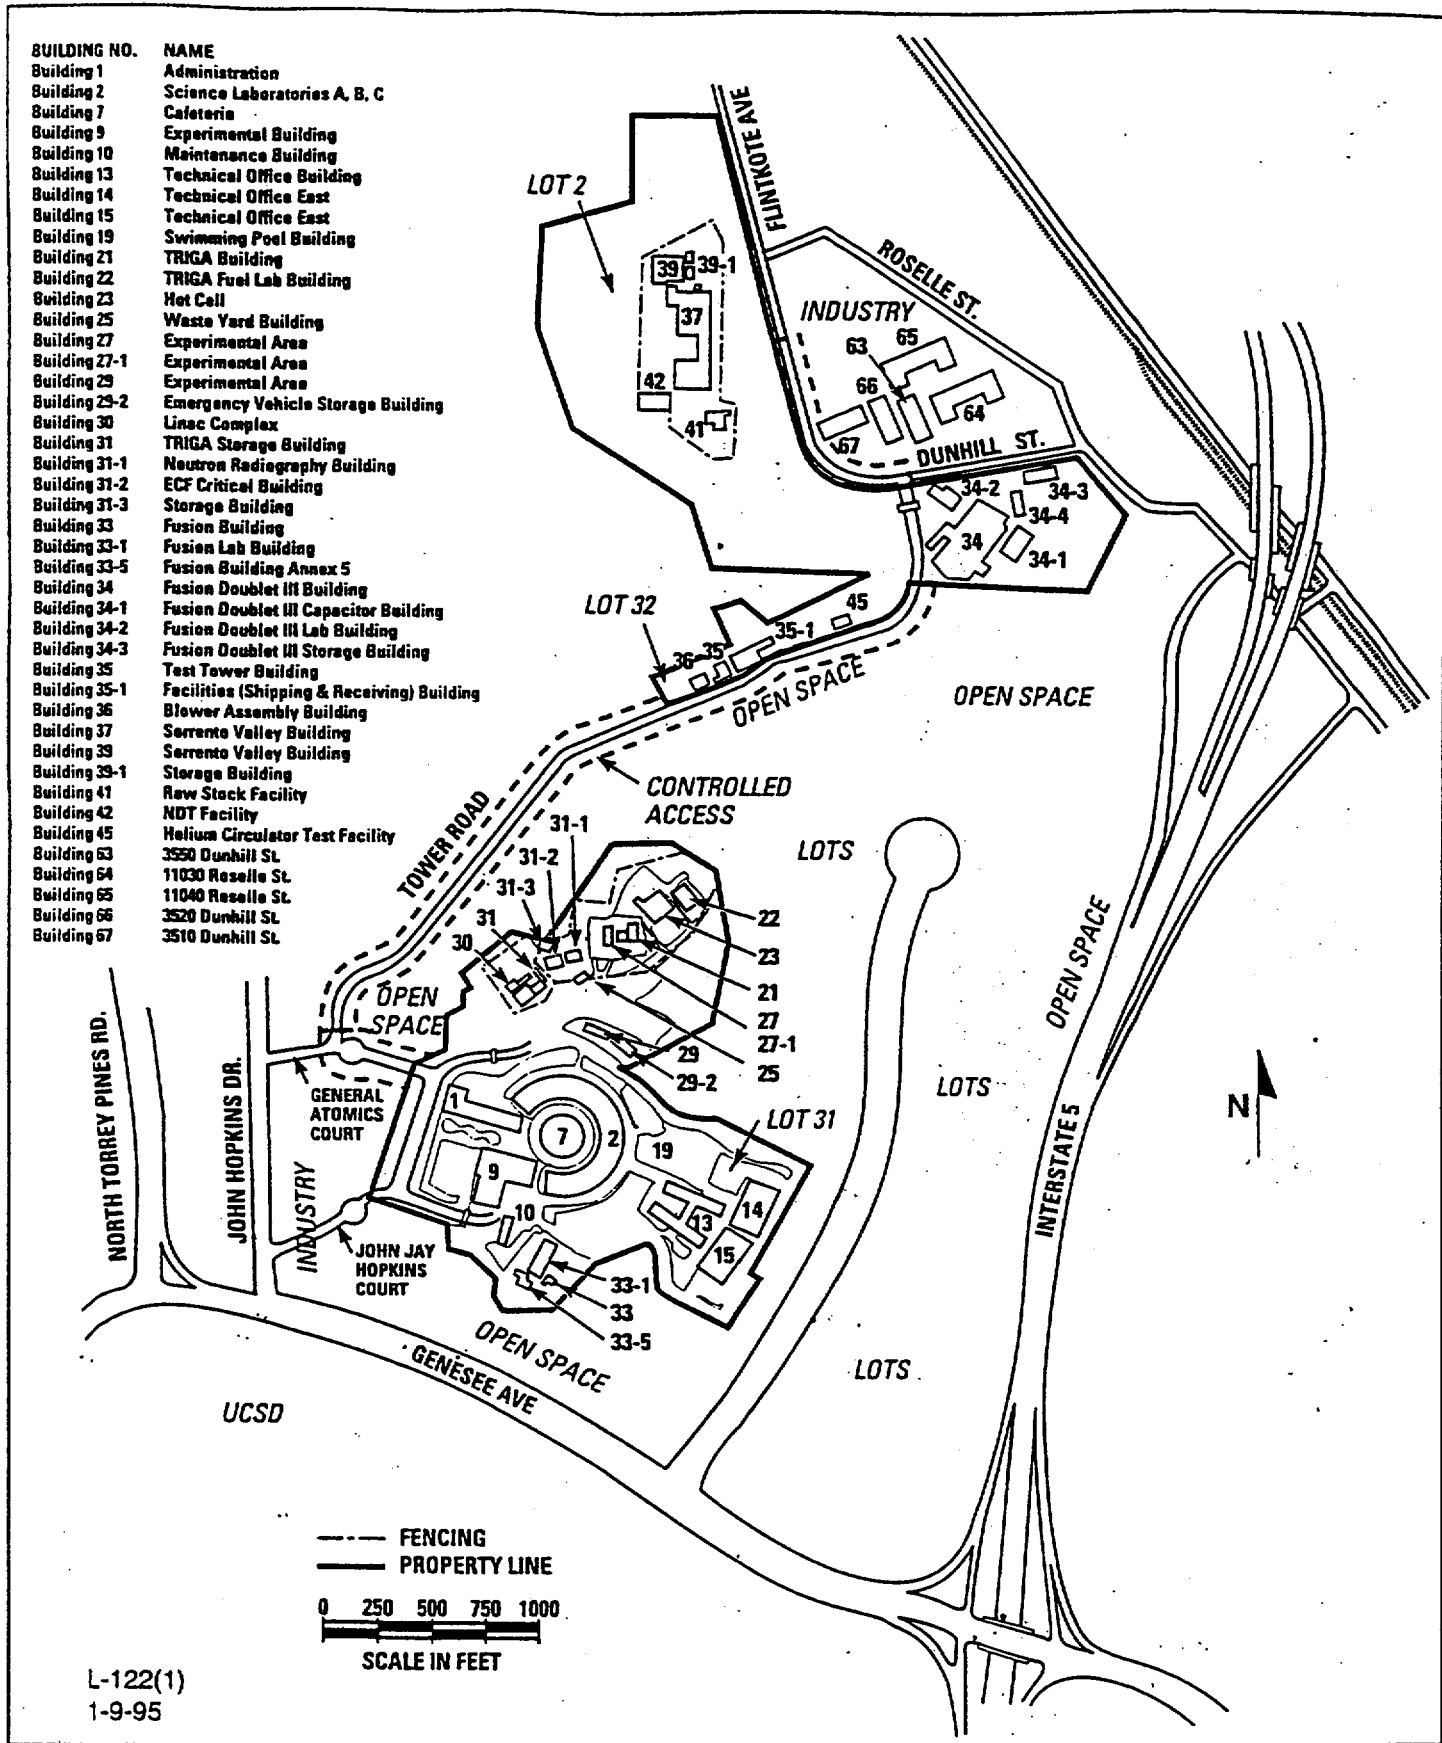 BUILDING NO. NAME
Building 1 Administration
Building 2 Science Laboratories A, B, C
Building 7 Cafeteria
Building 9 Experimental Building
Building 10 Maintenance Building
Building 13 Technical Office Building
Building 14 Technical Office East
Building 15 Technical Office East
Building 19 Swimming Pool Building
Building 21 TRIGA Building
Building 22 TRIGA Fuel Lab Building
Building 23 Hot Cell
Building 25 Waste Yard Building
Building 27 Experimental Area
Building 27-1 Experimental Area
Building 29 Experimental Area
Building 29-2 Emergency Vehicle Storage Building
Building 30 Linac Complex
Building 31 TRIGA Storage Building
Building 31-1 Neutron Radiography Building
Building 31-2 ECF Critical Building
Building 31-3 Storage Building
Building 33 Fusion Building
Building 33-1 Fusion Lab Building
Building 33-5 Fusion Building Annex 5
Building 34 Fusion Doublet III Building
Building 34-1 Fusion Doublet III Capacitor Building
Building 34-2 Fusion Doublet III Lab Building
Building 34-3 Fusion Doublet III Storage Building
Building 35 Test Tower Building
Building 35-1 Facilities (Shipping & Receiving) Building
Building 36 Blower Assembly Building
Building 37 Sorrento Valley Building
Building 39 Sorrento Valley Building
Building 39-1 Storage Building
Building 41 Raw Stock Facility
Building 42 NDT Facility
Building 45 Helium Circulator Test Facility
Building 63 3550 Dunhill St.
Building 64 11030 Roselle St.
Building 65 11040 Roselle St.
Building 66 3520 Dunhill St.
Building 67 3510 Dunhill St.
LOT 2
FLINTKOTE AVE
ROSELLE ST.
INDUSTRY
39
39-1
37
42
41
65
63
66
64
67
DUNHILL ST.
34-2
34-3
34-4
34
34-1
LOT 32
45
35-1
36
35
OPEN SPACE
OPEN SPACE
CONTROLLED
ACCESS
TOWER ROAD
31-1
31-2
31-3
31
30
LOTS
22
23
21
27
27-1
25
29
29-2
OPEN
SPACE
OPEN SPACE
LOTS
NORTH TORREY PINES RD.
JOHN HOPKINS DR.
GENERAL
ATOMICS
COURT
INDUSTRY
1
7
2
9
19
LOT 31
10
13
14
15
JOHN JAY
HOPKINS
COURT
33-1
33
33-5
OPEN SPACE
GENESEE AVE
UCSD
LOTS
INTERSTATE 5
N
FENCING
PROPERTY LINE
0 250 500 750 1000
SCALE IN FEET
L-122(1)
1-9-95